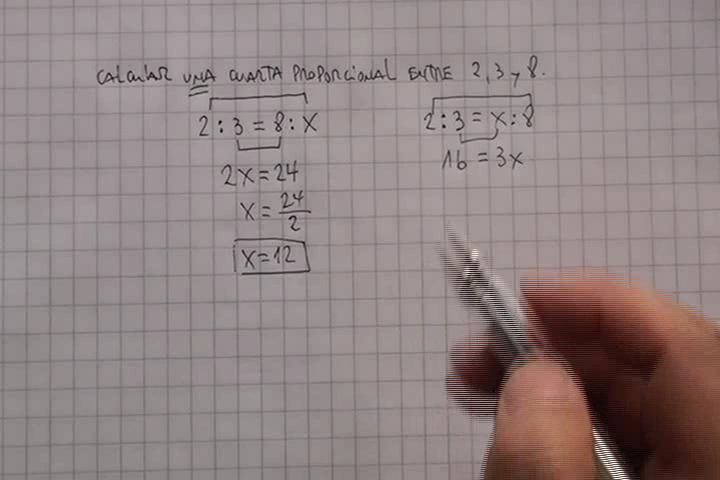 CALCULAR UNA CUARTA PROPORCIONAL ENTRE 2, 3 y 8.
2 : 3 = 8 : X
2X = 24
X = 24/2
X = 12
2 : 3 = X : 8
16 = 3X